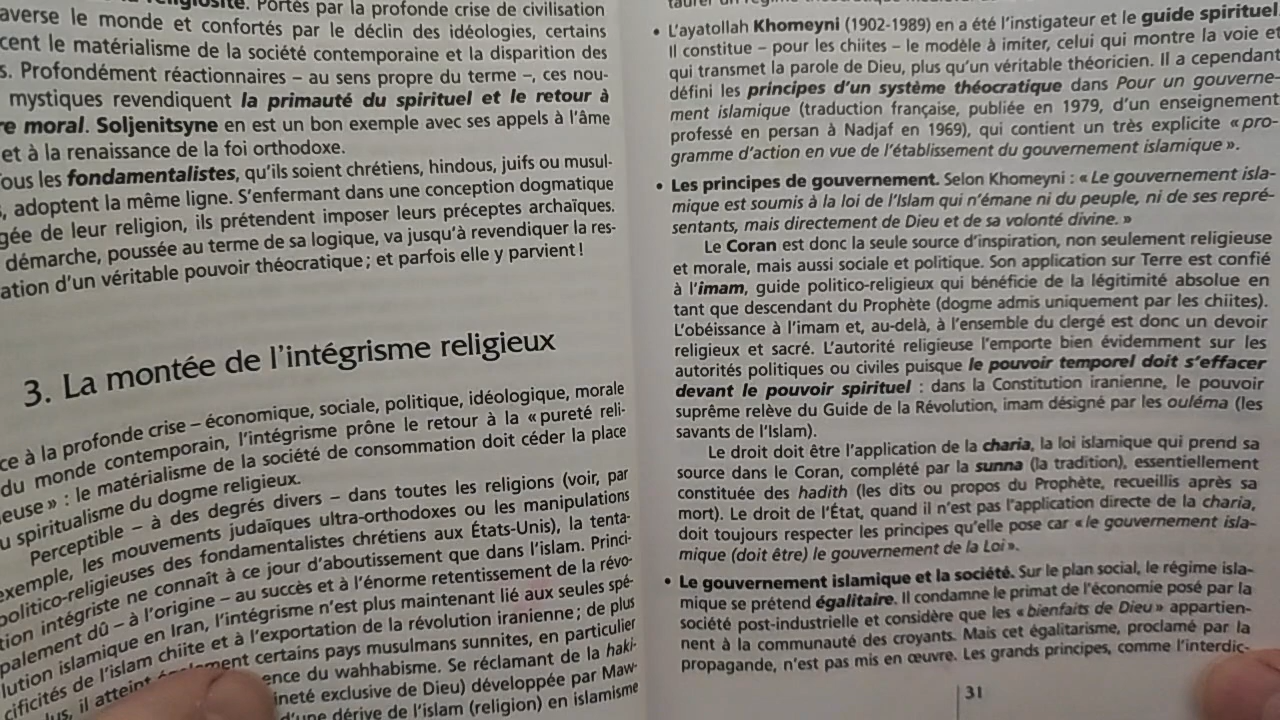 religiosité. Portés par la profonde crise de civilisation
averse le monde et confortés par le déclin des idéologies, certains
cent le matérialisme de la société contemporaine et la disparition des
s. Profondément réactionnaires – au sens propre du terme –, ces nou-
mystiques revendiquent la primauté du spirituel et le retour à
re moral. Soljenitsyne en est un bon exemple avec ses appels à l'âme
et à la renaissance de la foi orthodoxe.
ous les fondamentalistes, qu'ils soient chrétiens, hindous, juifs ou musul-
, adoptent la même ligne. S'enfermant dans une conception dogmatique
gée de leur religion, ils prétendent imposer leurs préceptes archaïques.
démarche, poussée au terme de sa logique, va jusqu'à revendiquer la res-
ation d'un véritable pouvoir théocratique ; et parfois elle y parvient !
3. La montée de l'intégrisme religieux
ce à la profonde crise – économique, sociale, politique, idéologique, morale
du monde contemporain, l'intégrisme prône le retour à la « pureté reli-
euse » : le matérialisme de la société de consommation doit céder la place
u spiritualisme du dogme religieux.
Perceptible – à des degrés divers – dans toutes les religions (voir, par
exemple, les mouvements judaïques ultra-orthodoxes ou les manipulations
politico-religieuses des fondamentalistes chrétiens aux États-Unis), la tenta-
tion intégriste ne connaît à ce jour d'aboutissement que dans l'islam. Princi-
palement dû – à l'origine – au succès et à l'énorme retentissement de la révo-
lution islamique en Iran, l'intégrisme n'est plus maintenant lié aux seules spé-
cificités de l'islam chiite et à l'exportation de la révolution iranienne ; de plus
us, il atteint également certains pays musulmans sunnites, en particulier
ence du wahhabisme. Se réclamant de la haki-
ineté exclusive de Dieu) développée par Maw-
d'une dérive de l'islam (religion) en islamisme
• L'ayatollah Khomeyni (1902-1989) en a été l'instigateur et le guide spirituel
Il constitue – pour les chiites – le modèle à imiter, celui qui montre la voie et
qui transmet la parole de Dieu, plus qu'un véritable théoricien. Il a cependant
défini les principes d'un système théocratique dans Pour un gouverne-
ment islamique (traduction française, publiée en 1979, d'un enseignement
professé en persan à Nadjaf en 1969), qui contient un très explicite « pro-
gramme d'action en vue de l'établissement du gouvernement islamique ».
• Les principes de gouvernement. Selon Khomeyni : « Le gouvernement isla-
mique est soumis à la loi de l'Islam qui n'émane ni du peuple, ni de ses repré-
sentants, mais directement de Dieu et de sa volonté divine. »
Le Coran est donc la seule source d'inspiration, non seulement religieuse
et morale, mais aussi sociale et politique. Son application sur Terre est confié
à l'imam, guide politico-religieux qui bénéficie de la légitimité absolue en
tant que descendant du Prophète (dogme admis uniquement par les chiites).
L'obéissance à l'imam et, au-delà, à l'ensemble du clergé est donc un devoir
religieux et sacré. L'autorité religieuse l'emporte bien évidemment sur les
autorités politiques ou civiles puisque le pouvoir temporel doit s'effacer
devant le pouvoir spirituel : dans la Constitution iranienne, le pouvoir
suprême relève du Guide de la Révolution, imam désigné par les ouléma (les
savants de l'Islam).
Le droit doit être l'application de la charia, la loi islamique qui prend sa
source dans le Coran, complété par la sunna (la tradition), essentiellement
constituée des hadith (les dits ou propos du Prophète, recueillis après sa
mort). Le droit de l'État, quand il n'est pas l'application directe de la charia,
doit toujours respecter les principes qu'elle pose car « le gouvernement isla-
mique (doit être) le gouvernement de la Loi ».
• Le gouvernement islamique et la société. Sur le plan social, le régime isla-
mique se prétend égalitaire. Il condamne le primat de l'économie posé par la
société post-industrielle et considère que les « bienfaits de Dieu » appartien-
nent à la communauté des croyants. Mais cet égalitarisme, proclamé par la
propagande, n'est pas mis en œuvre. Les grands principes, comme l'interdic-
31